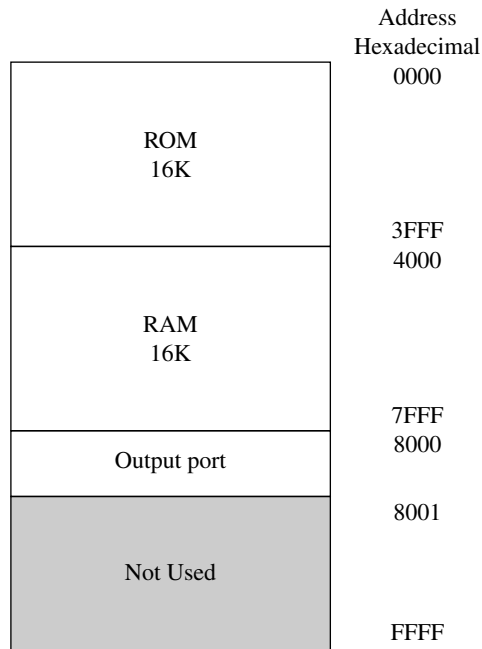 Address
Hexadecimal
0000
ROM
16K
3FFF
4000
RAM
16K
7FFF
8000
Output port
8001
Not Used
FFFF